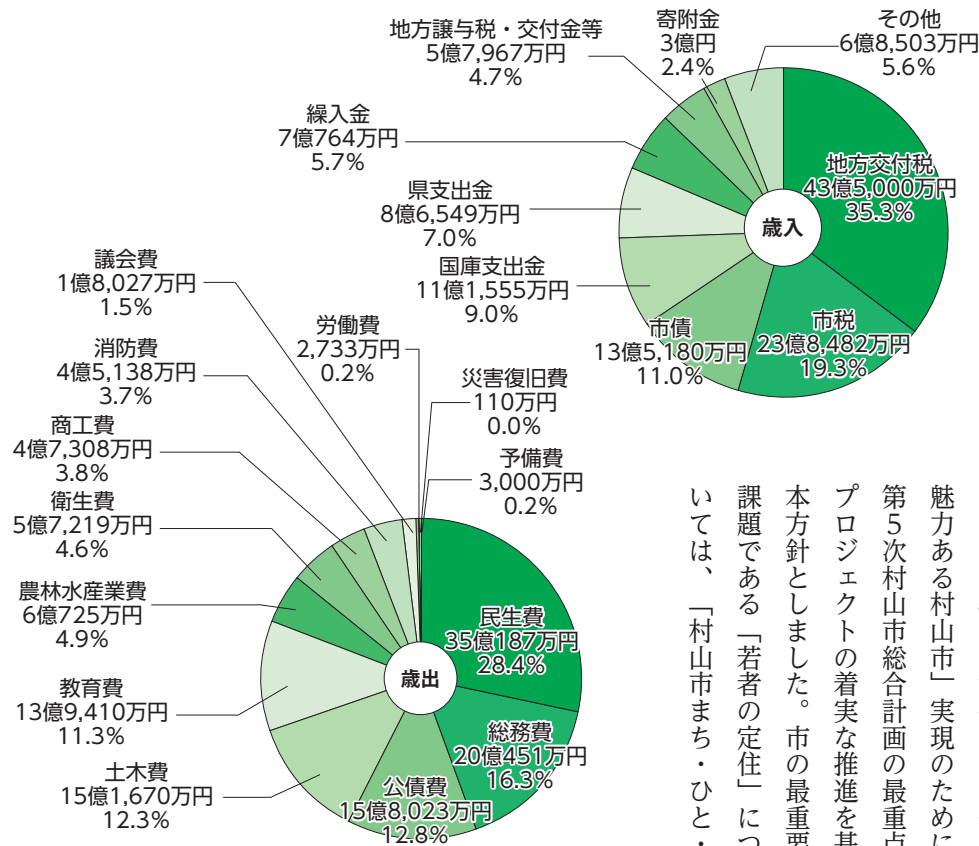 地方譲与税・交付金等
5億7,967万円
4.7%
寄附金
3億円
2.4%
その他
6億8,503万円
5.6%
繰入金
7億764万円
5.7%
県支出金
8億6,549万円
7.0%
国庫支出金
11億1,555万円
9.0%
市債
13億5,180万円
11.0%
市税
23億8,482万円
19.3%
地方交付税
43億5,000万円
35.3%
歳入
議会費
1億8,027万円
1.5%
労働費
2,733万円
0.2%
災害復旧費
110万円
0.0%
予備費
3,000万円
0.2%
消防費
4億5,138万円
3.7%
商工費
4億7,308万円
3.8%
衛生費
5億7,219万円
4.6%
農林水産業費
6億725万円
4.9%
教育費
13億9,410万円
11.3%
土木費
15億1,670万円
12.3%
公債費
15億8,023万円
12.8%
総務費
20億451万円
16.3%
民生費
35億187万円
28.4%
歳出
魅力ある村山市」実現のために
第5次村山市総合計画の最重点
プロジェクトの着実な推進を基
本方針としました。市の最重要
課題である「若者の定住」につ
いては、「村山市まち・ひと・